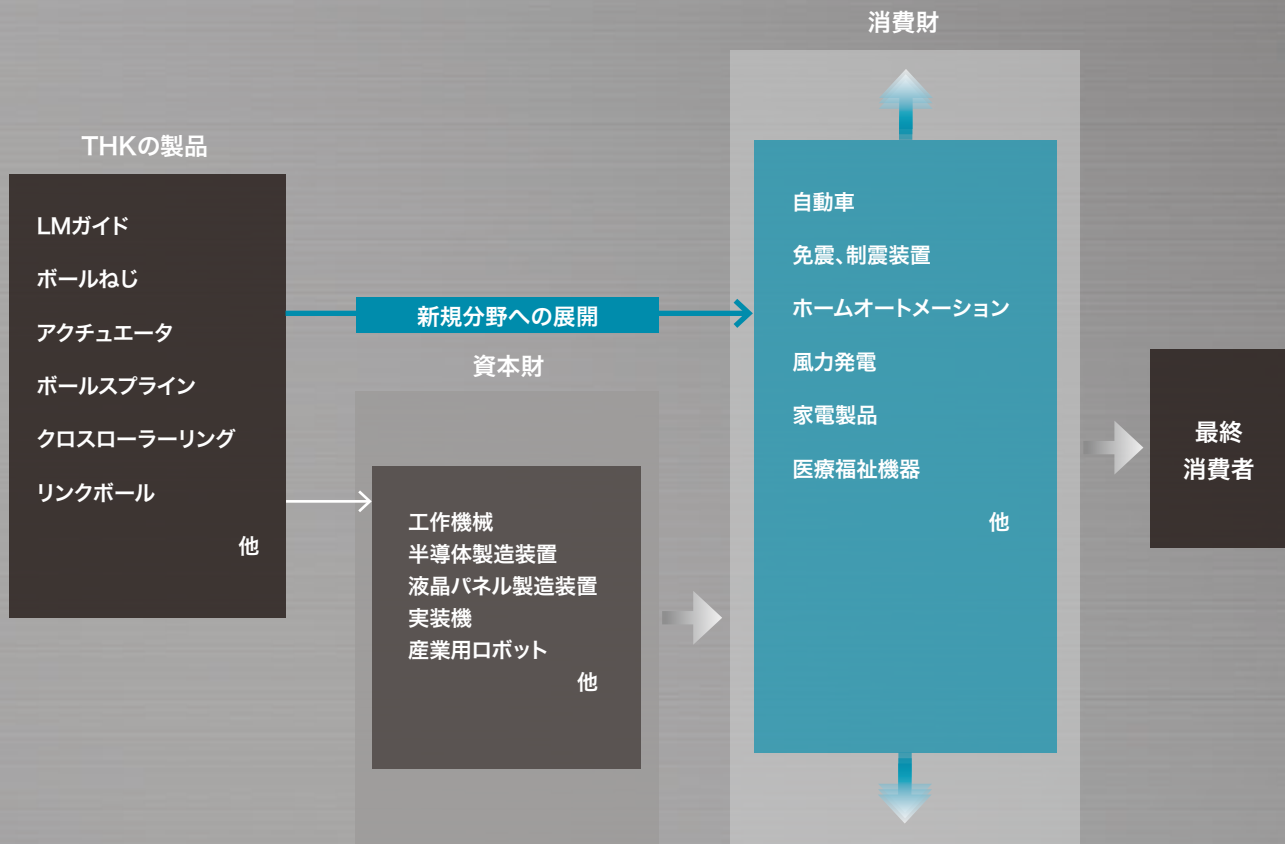 THKの製品
LMガイド
ボールねじ
アクチュエータ
ボールスプライン
クロスローラーリング
リンクボール
他
新規分野への展開
資本財
工作機械
半導体製造装置
液晶パネル製造装置
実装機
産業用ロボット
他
消費財
自動車
免震、制震装置
ホームオートメーション
風力発電
家電製品
医療福祉機器
他
最終
消費者